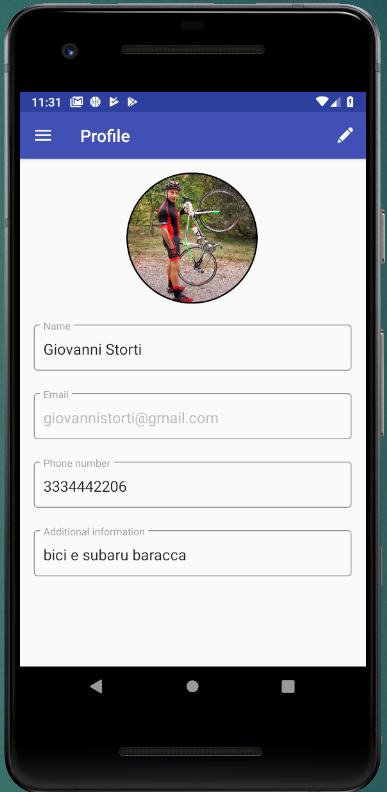 11:31
Profile
Name
Giovanni Storti
Email
giovannistorti@gmail.com
Phone number
3334442206
Additional information
bici e subaru baracca